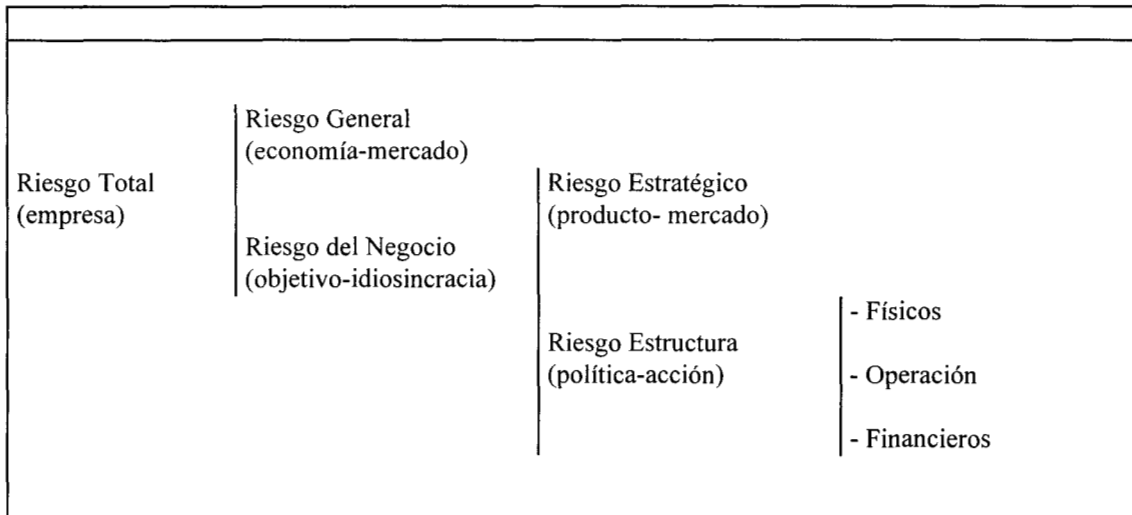 Riesgo General
(economía-mercado)
Riesgo Total
(empresa)
Riesgo Estratégico
(producto- mercado)
Riesgo del Negocio
(objetivo-idiosincracia)
- Físicos
Riesgo Estructura
(política-acción)
- Operación
- Financieros